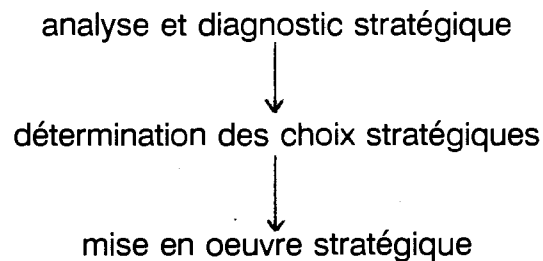 analyse et diagnostic stratégique
détermination des choix stratégiques
mise en oeuvre stratégique